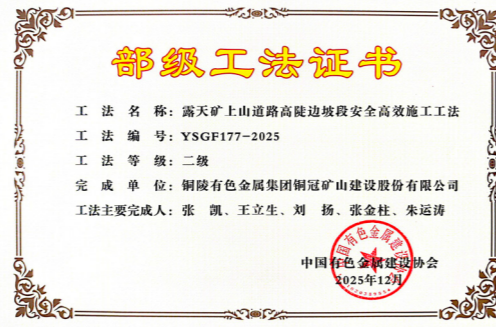 部级工法证书
工法名称：露天矿上山道路高陡边坡段安全高效施工工法
工法编号：YSGF177-2025
工法等级：二级
完成单位：铜陵有色金属集团铜冠矿山建设股份有限公司
工法主要完成人：张凯、王立生、刘扬、张金柱、朱运涛
中国有色金属建设协会
2025年12月